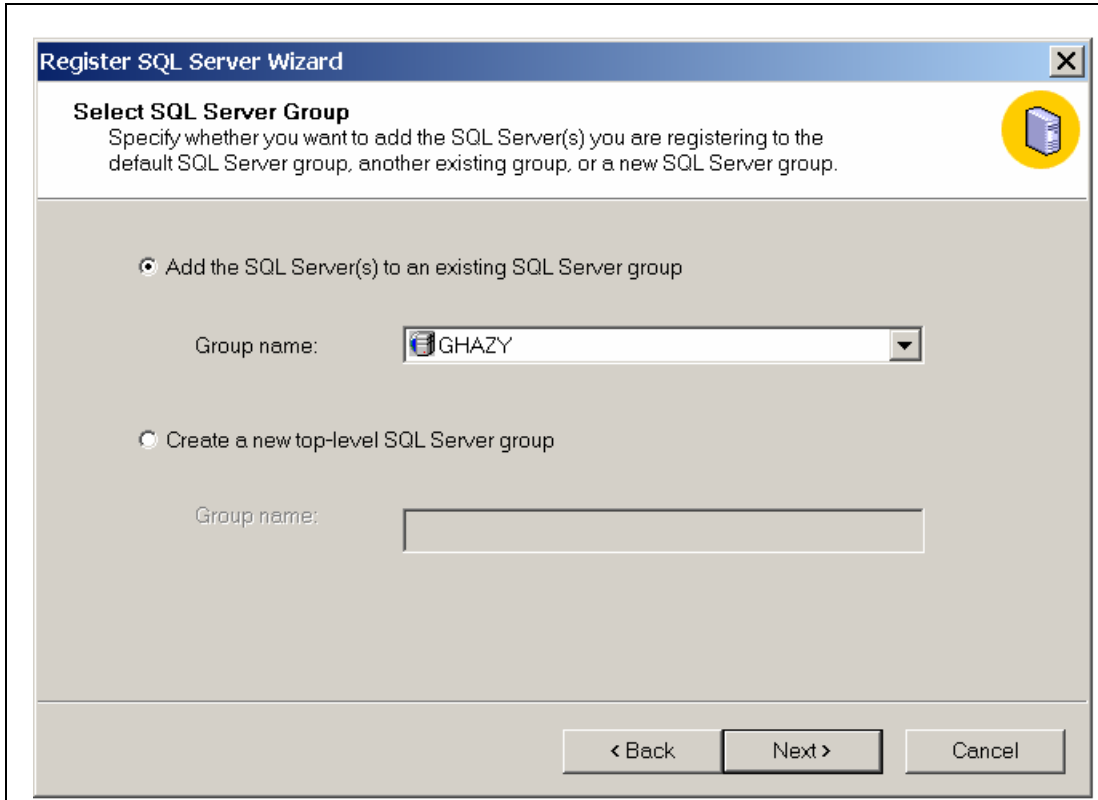 Register SQL Server Wizard
Select SQL Server Group
Specify whether you want to add the SQL Server(s) you are registering to the
default SQL Server group, another existing group, or a new SQL Server group.
Add the SQL Server(s) to an existing SQL Server group
Group name:
GHAZY
Create a new top-level SQL Server group
Group name:
< Back
Next >
Cancel